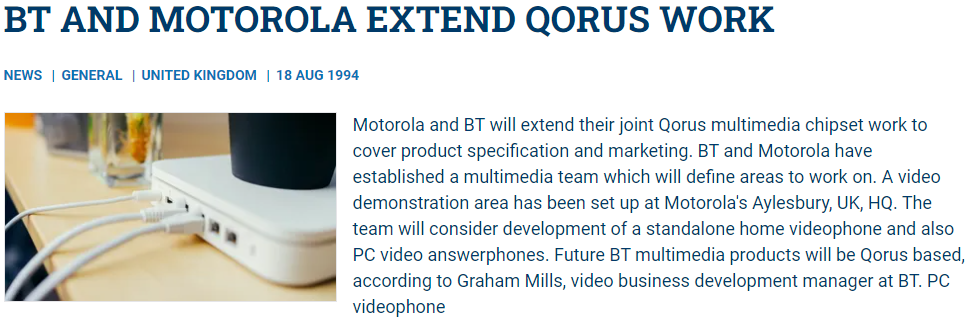 BT AND MOTOROLA EXTEND QORUS WORK
NEWS | GENERAL | UNITED KINGDOM | 18 AUG 1994
Motorola and BT will extend their joint Qorus multimedia chipset work to
cover product specification and marketing. BT and Motorola have
established a multimedia team which will define areas to work on. A video
demonstration area has been set up at Motorola's Aylesbury, UK, HQ. The
team will consider development of a standalone home videophone and also
PC video answerphones. Future BT multimedia products will be Qorus based,
according to Graham Mills, video business development manager at BT. PC
videophone